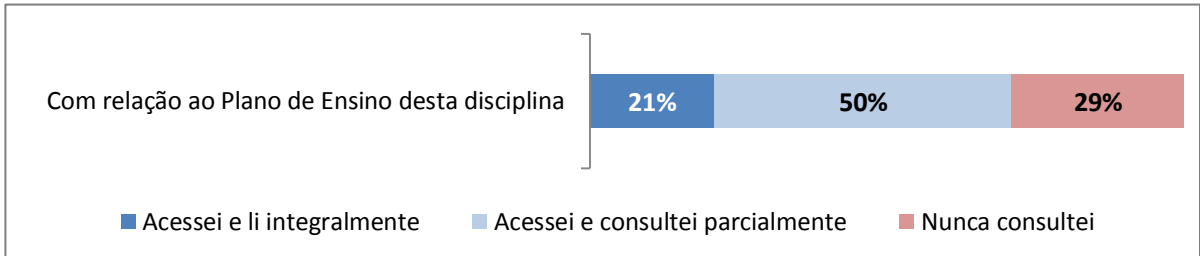 Com relação ao Plano de Ensino desta disciplina
21% 50% 29%
Acessei e li integralmente Acessei e consultei parcialmente Nunca consultei